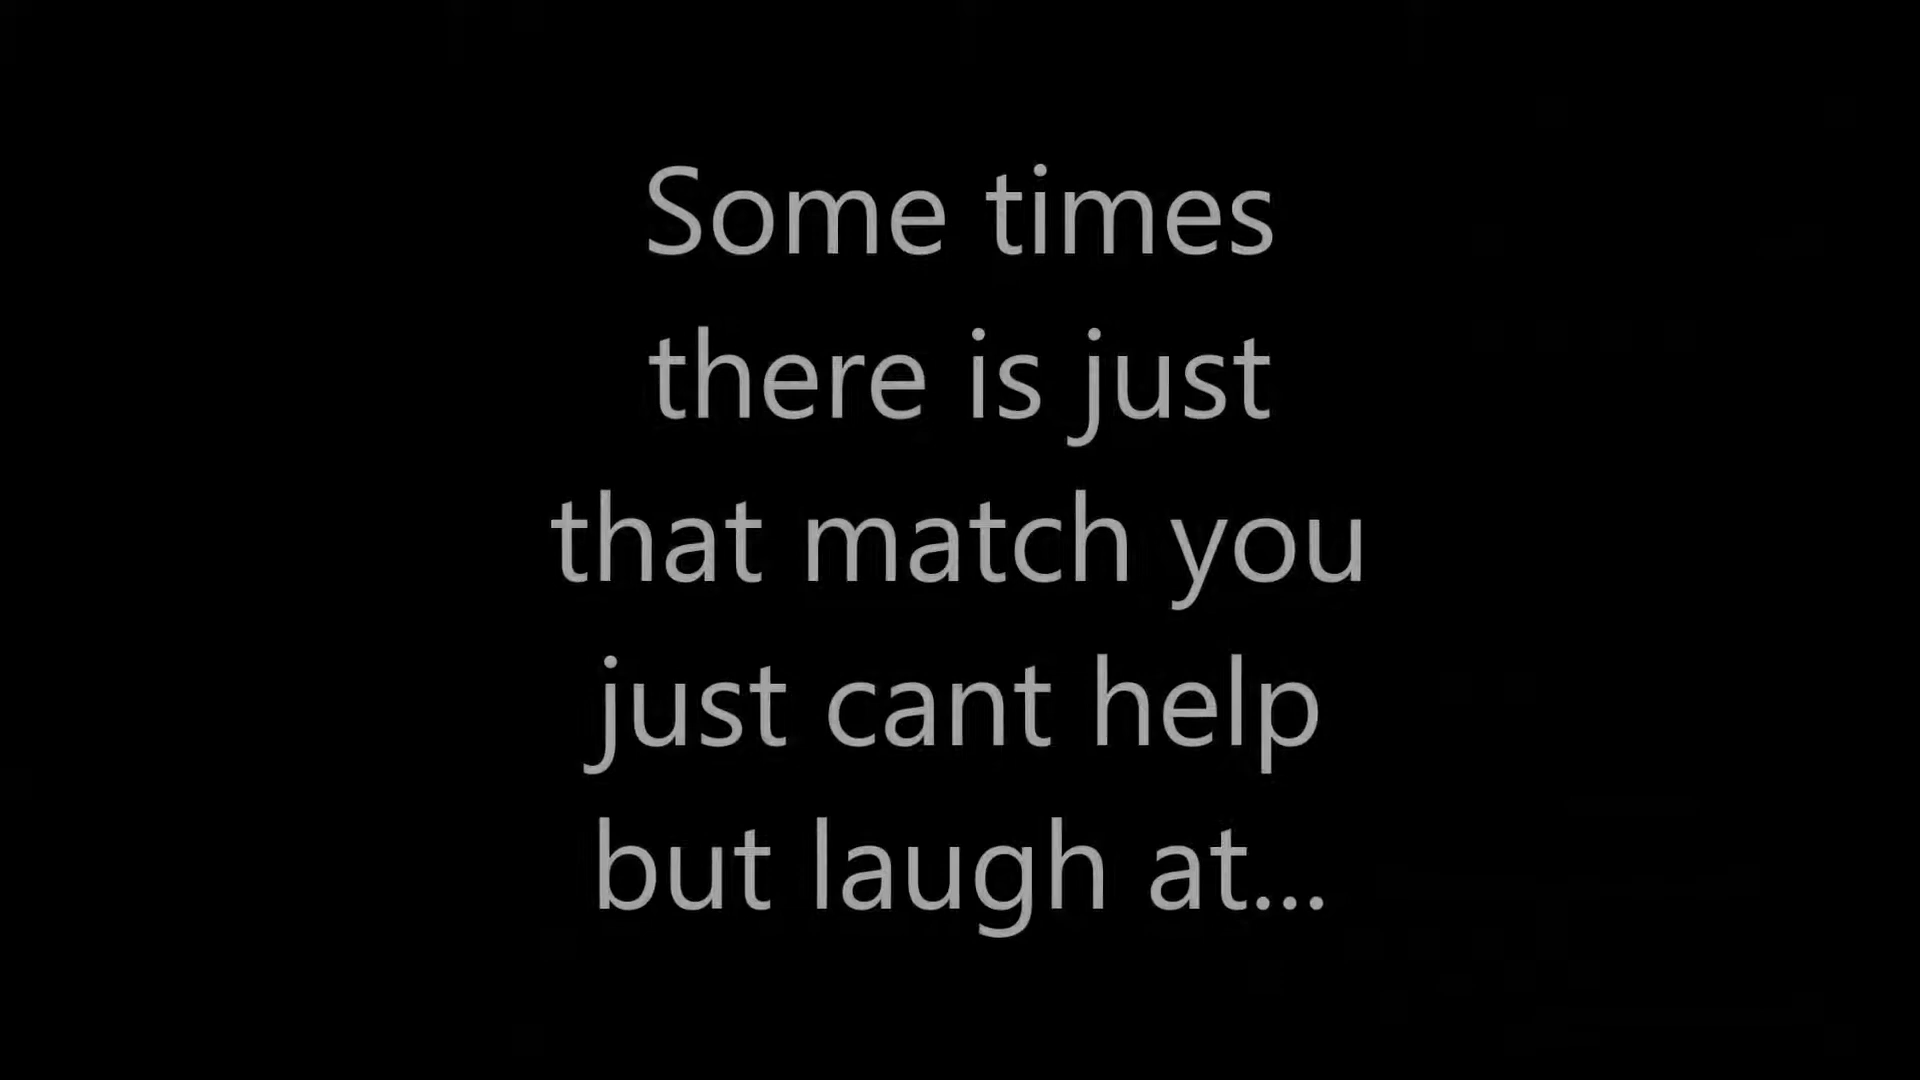 Some times
there is just
that match you
just cant help
but laugh at...